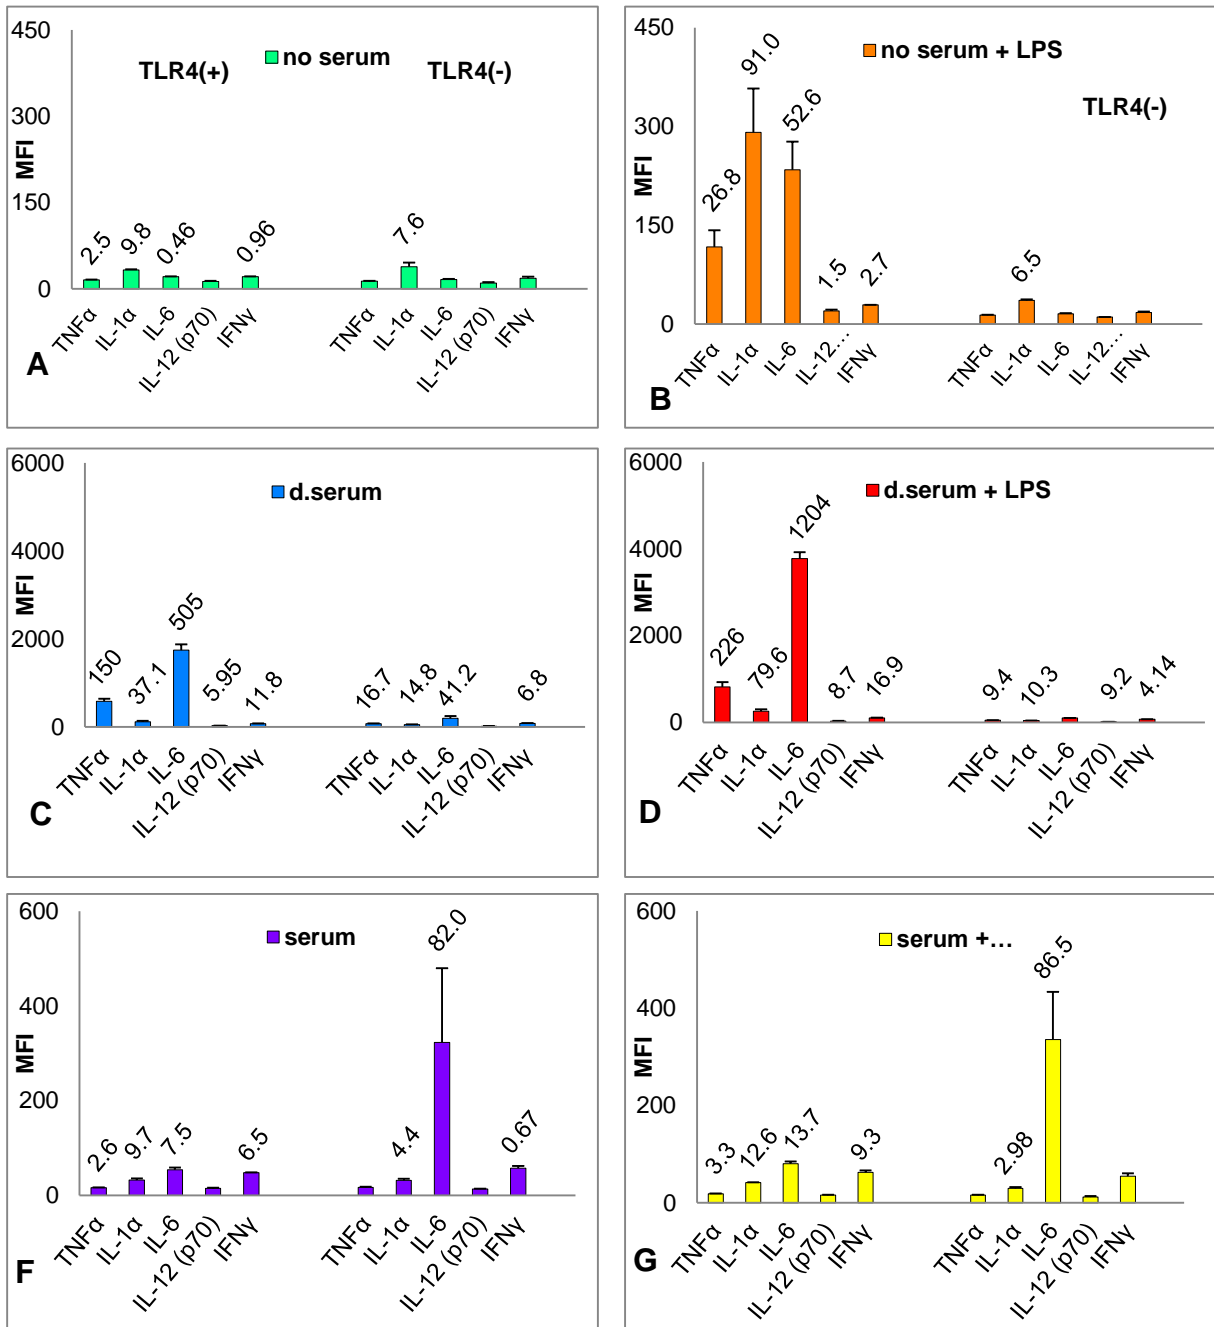 450
300
150
0
MFI
no serum
TLR4(+)
TLR4(-)
2.5
9.8
0.46
0.96
7.6
TNFα
IL-1α
IL-6
IL-12 (p70)
IFNγ
TNFα
IL-1α
IL-6
IL-12 (p70)
IFNγ
A
450
300
150
0
MFI
no serum + LPS
TLR4(-)
26.8
91.0
52.6
1.5
2.7
6.5
TNFα
IL-1α
IL-6
IL-12…
IFNγ
TNFα
IL-1α
IL-6
IL-12…
IFNγ
B
6000
4000
2000
0
MFI
d.serum
150
37.1
505
5.95
11.8
16.7
14.8
41.2
6.8
TNFα
IL-1α
IL-6
IL-12 (p70)
IFNγ
TNFα
IL-1α
IL-6
IL-12 (p70)
IFNγ
C
6000
4000
2000
0
MFI
d.serum + LPS
226
79.6
1204
8.7
16.9
9.4
10.3
9.2
4.14
TNFα
IL-1α
IL-6
IL-12 (p70)
IFNγ
TNFα
IL-1α
IL-6
IL-12 (p70)
IFNγ
D
600
400
200
0
MFI
serum
2.6
9.7
7.5
6.5
4.4
82.0
0.67
TNFα
IL-1α
IL-6
IL-12 (p70)
IFNγ
TNFα
IL-1α
IL-6
IL-12 (p70)
IFNγ
F
600
400
200
0
MFI
serum +…
3.3
12.6
13.7
9.3
2.98
86.5
TNFα
IL-1α
IL-6
IL-12 (p70)
IFNγ
TNFα
IL-1α
IL-6
IL-12 (p70)
IFNγ
G